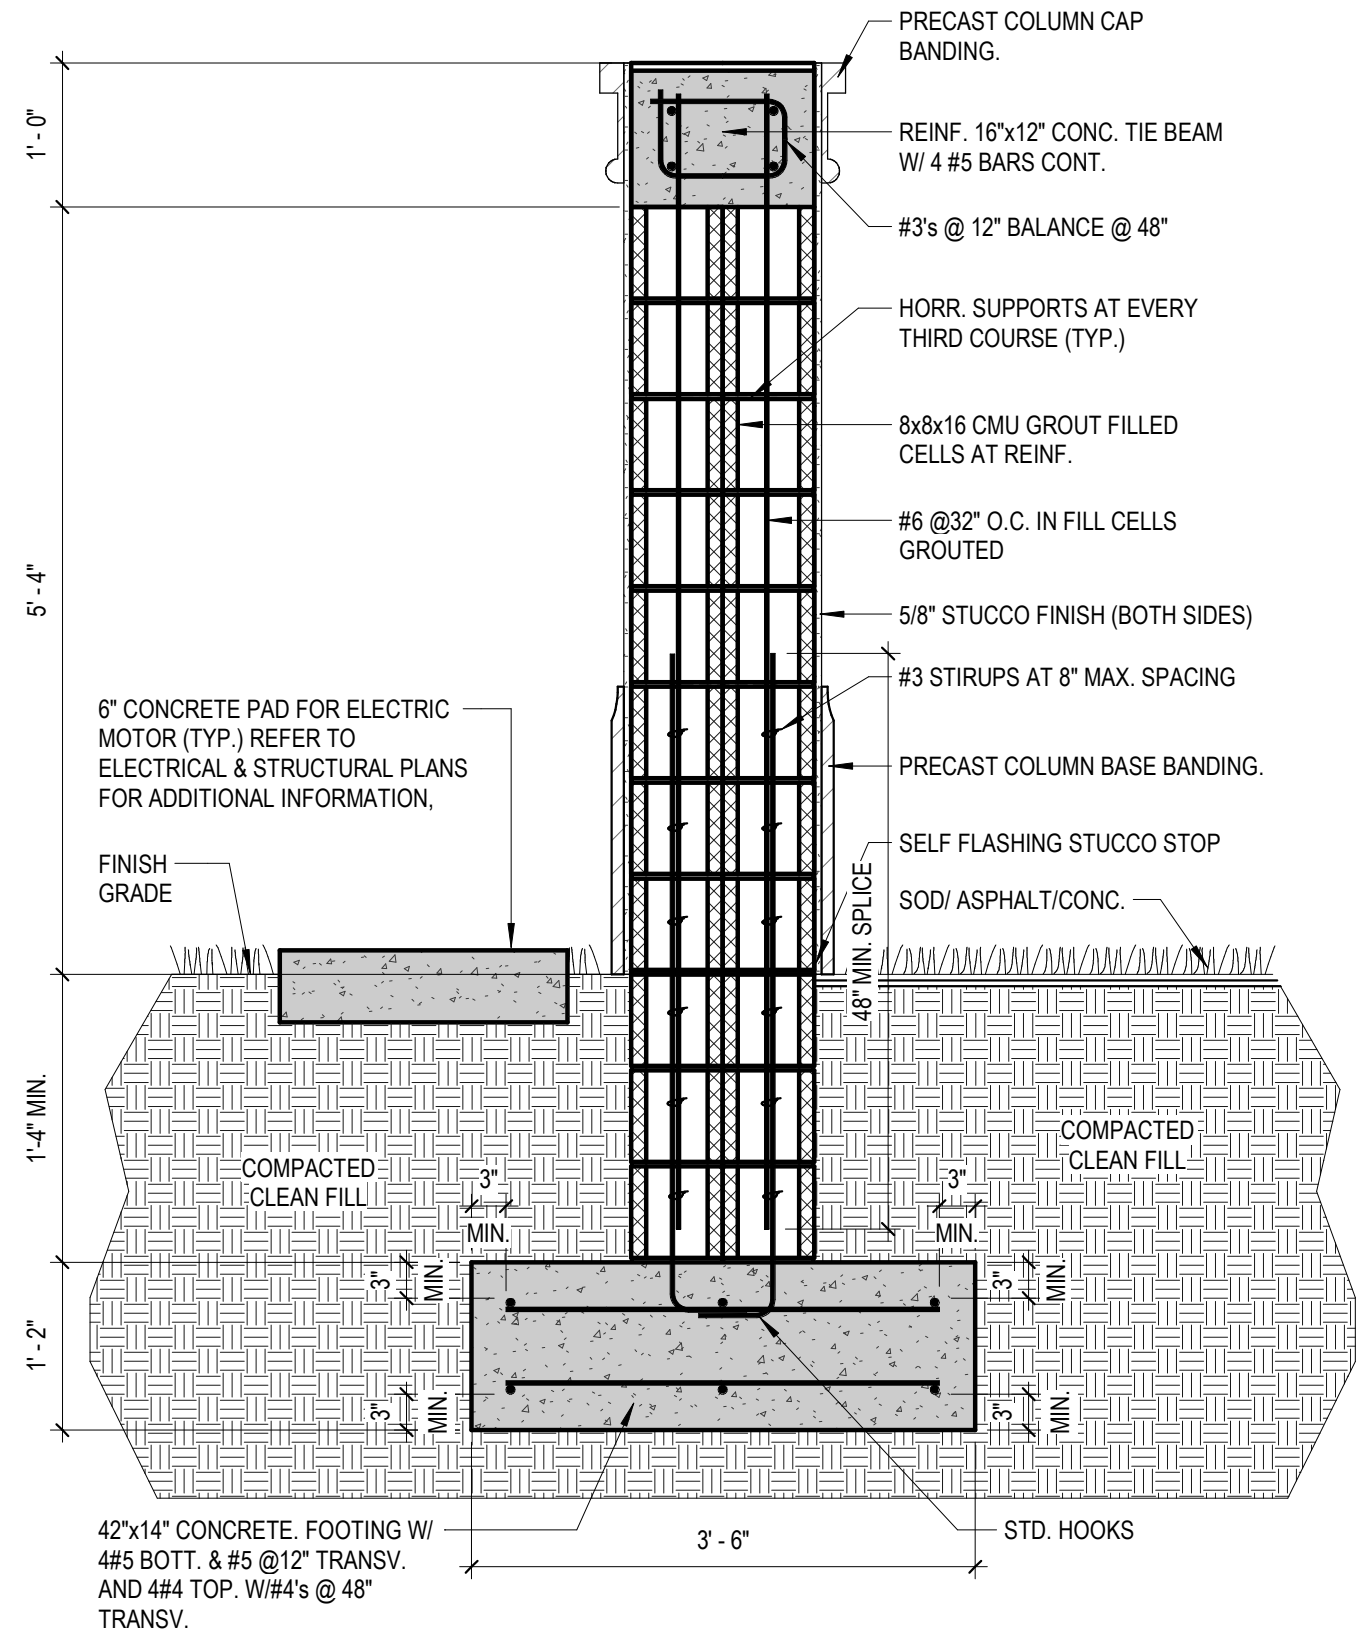 PRECAST COLUMN CAP
BANDING.
1' - 0"
REINF. 16"x12" CONC. TIE BEAM
W/ 4 #5 BARS CONT.
#3's @ 12" BALANCE @ 48"
HORR. SUPPORTS AT EVERY
THIRD COURSE (TYP.)
8x8x16 CMU GROUT FILLED
CELLS AT REINF.
#6 @32" O.C. IN FILL CELLS
GROUTED
5' - 4"
5/8" STUCCO FINISH (BOTH SIDES)
#3 STIRUPS AT 8" MAX. SPACING
6" CONCRETE PAD FOR ELECTRIC
MOTOR (TYP.) REFER TO
ELECTRICAL & STRUCTURAL PLANS
FOR ADDITIONAL INFORMATION,
PRECAST COLUMN BASE BANDING.
SELF FLASHING STUCCO STOP
FINISH
GRADE
48" MIN. SPLICE
SOD/ ASPHALT/CONC.
1'-4" MIN.
COMPACTED
CLEAN FILL
COMPACTED
CLEAN FILL
3"
MIN.
3"
MIN.
3"
MIN.
3"
MIN.
1' - 2"
3"
MIN.
3"
MIN.
42"x14" CONCRETE. FOOTING W/
4#5 BOTT. & #5 @12" TRANSV.
AND 4#4 TOP. W/#4's @ 48"
TRANSV.
3' - 6"
STD. HOOKS